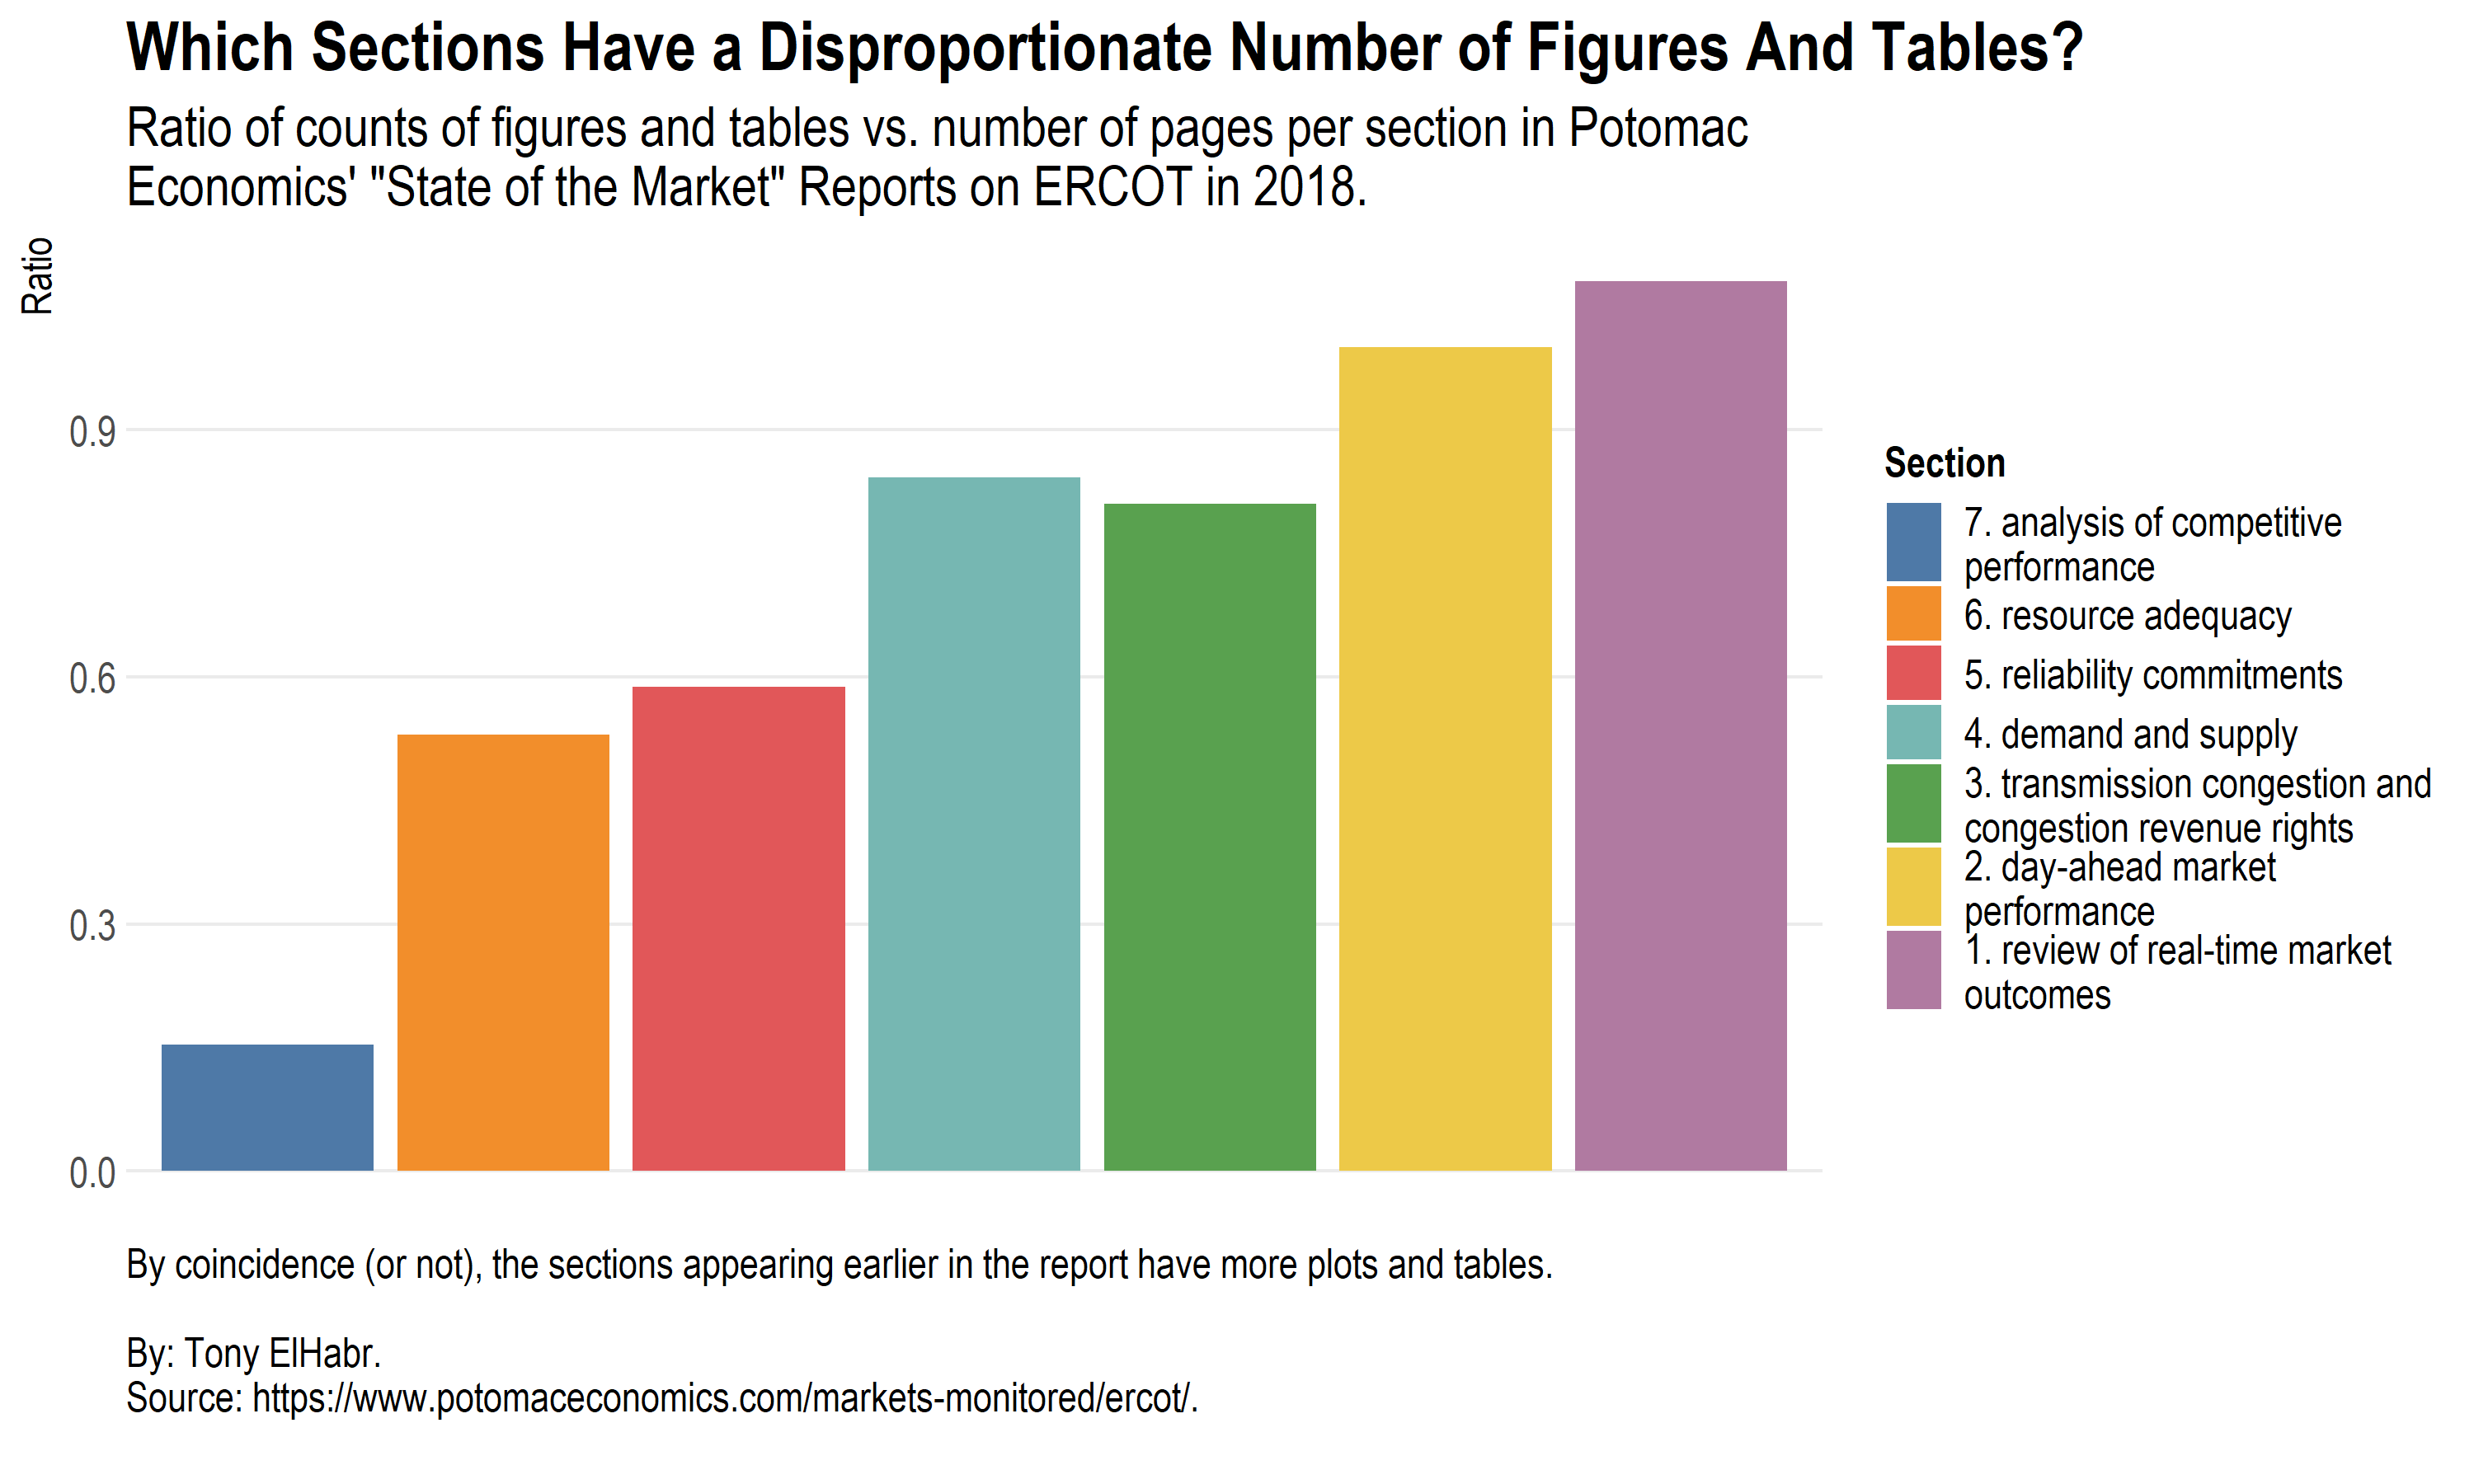 Which Sections Have a Disproportionate Number of Figures And Tables?
Ratio of counts of figures and tables vs. number of pages per section in Potomac
Economics' "State of the Market" Reports on ERCOT in 2018.
Ratio
0.9
0.6
0.3
0.0
Section
7. analysis of competitive
performance
6. resource adequacy
5. reliability commitments
4. demand and supply
3. transmission congestion and
congestion revenue rights
2. day-ahead market
performance
1. review of real-time market
outcomes
By coincidence (or not), the sections appearing earlier in the report have more plots and tables.
By: Tony ElHabr.
Source: https://www.potomaceconomics.com/markets-monitored/ercot/.